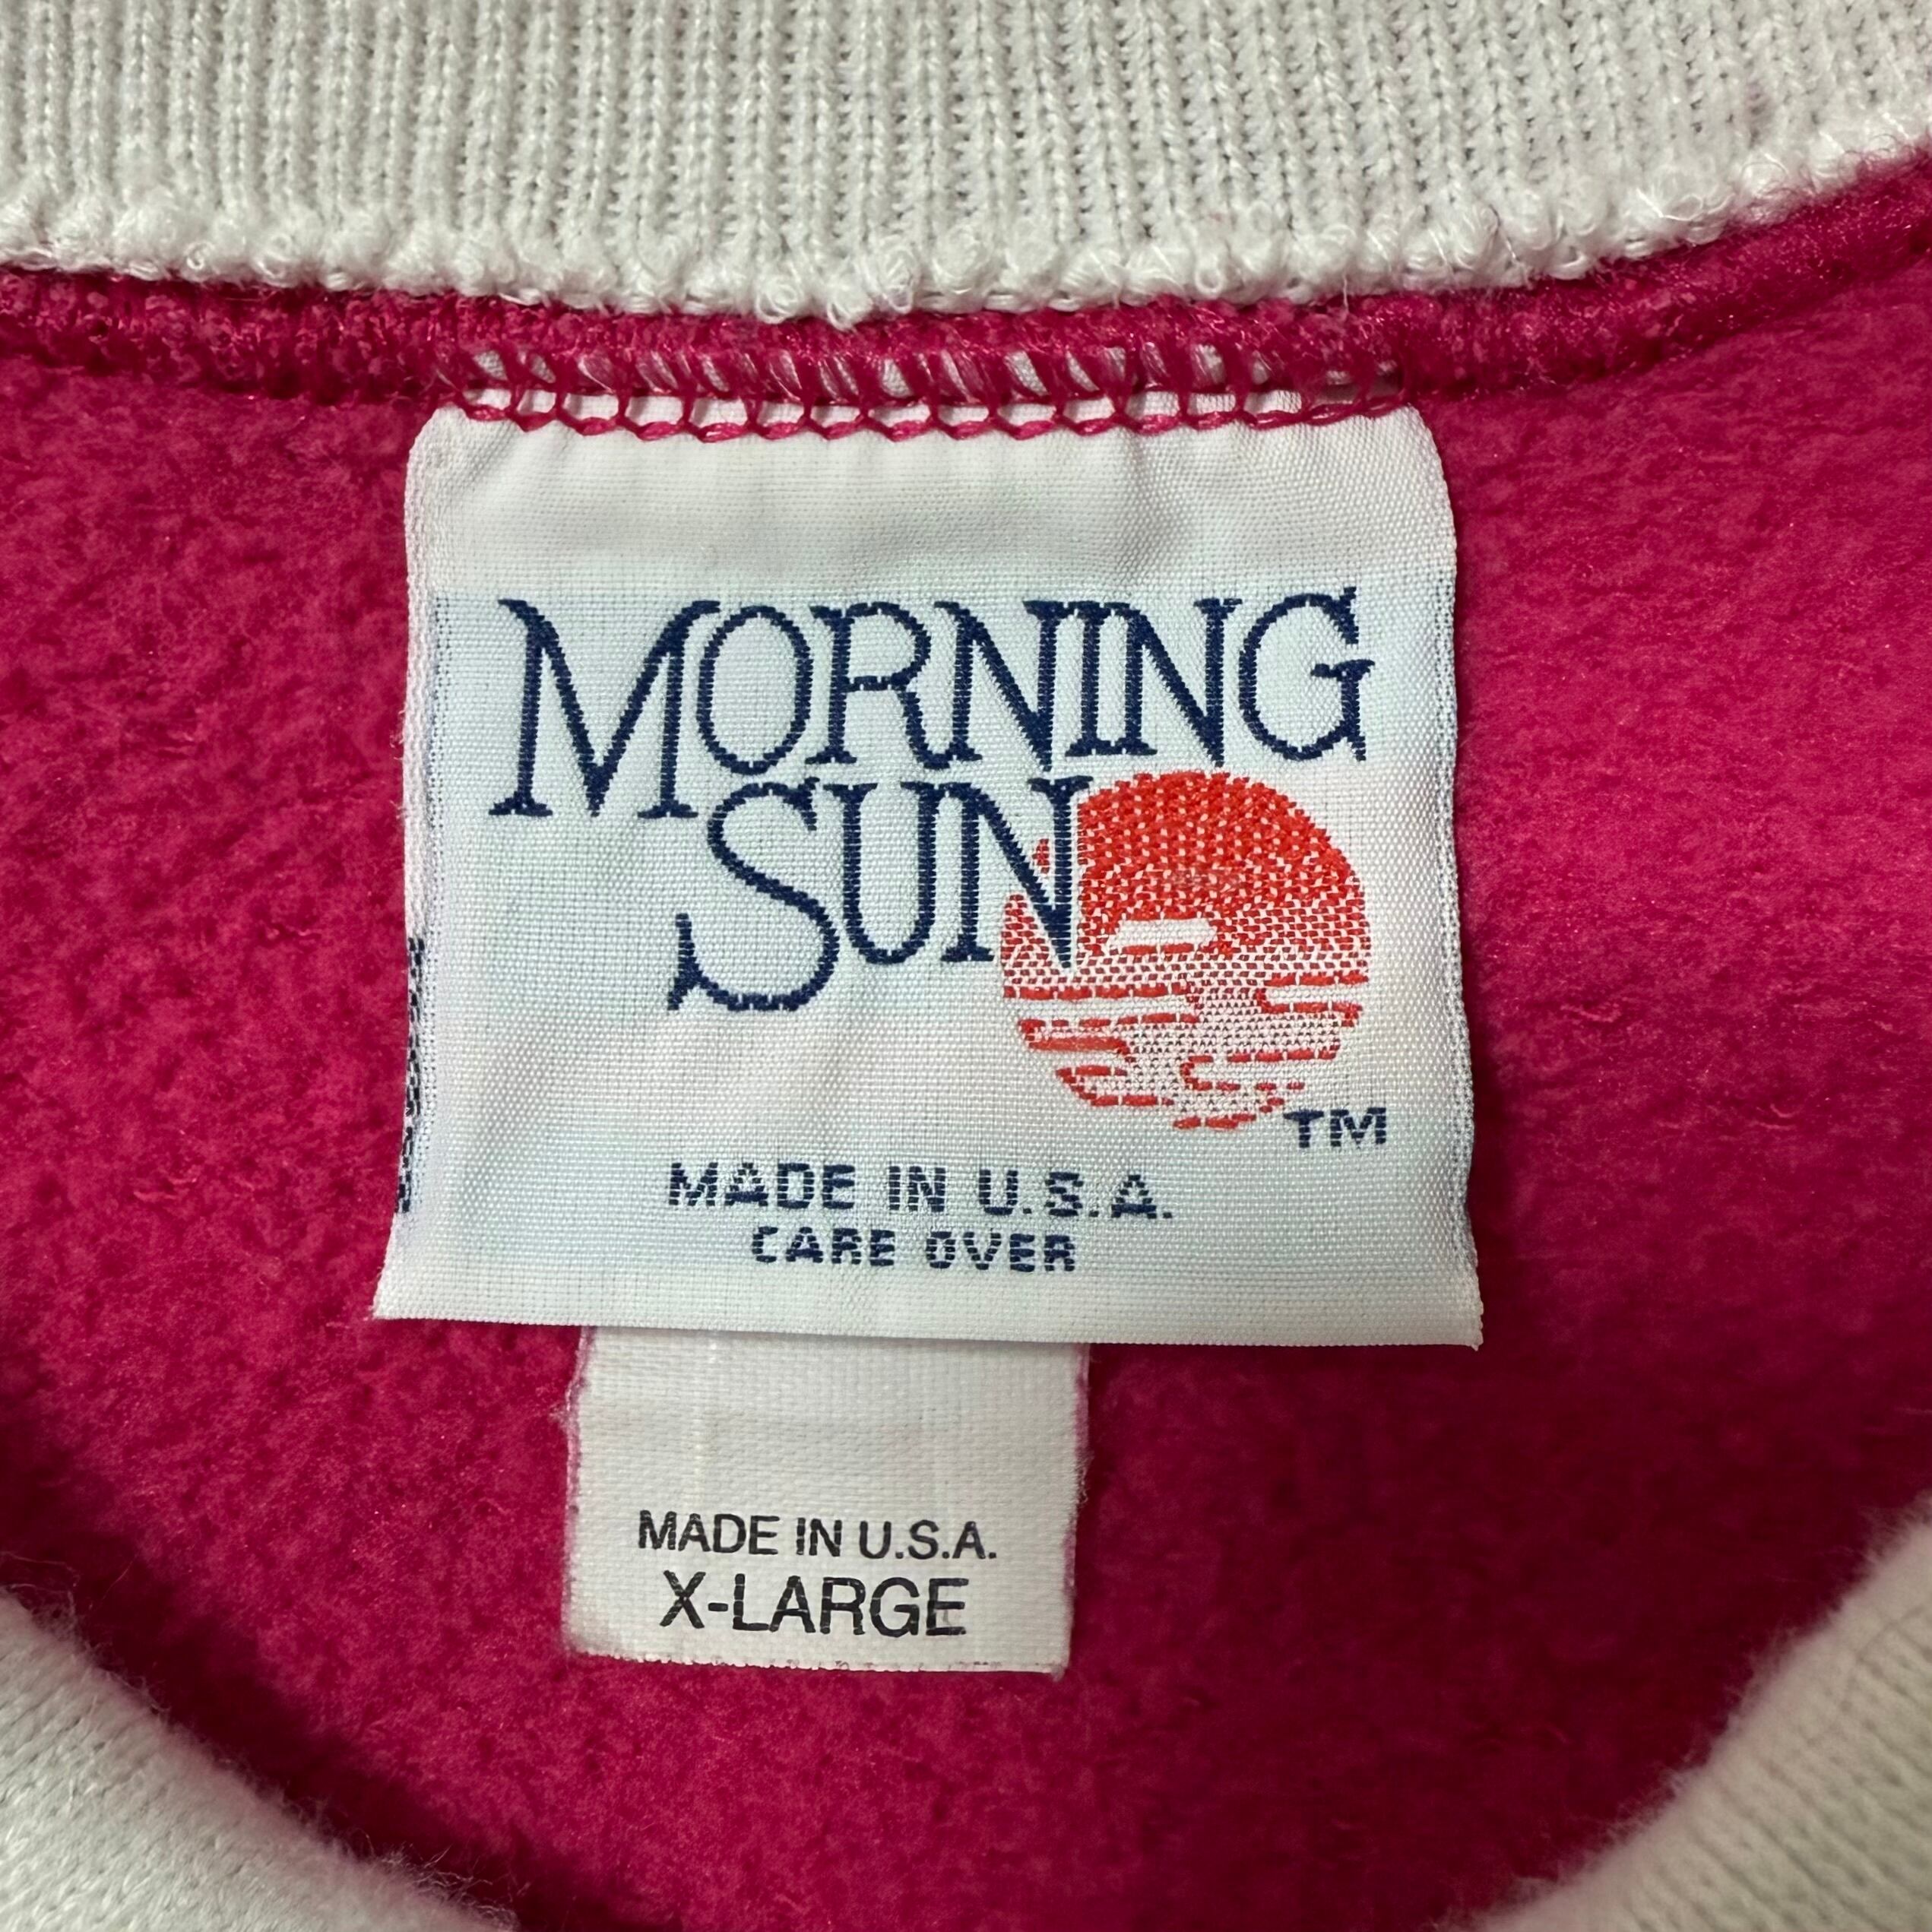 MORNING
SUN
TM
MADE IN U.S.A.
CARE OVER
MADE IN U.S.A.
X-LARGE